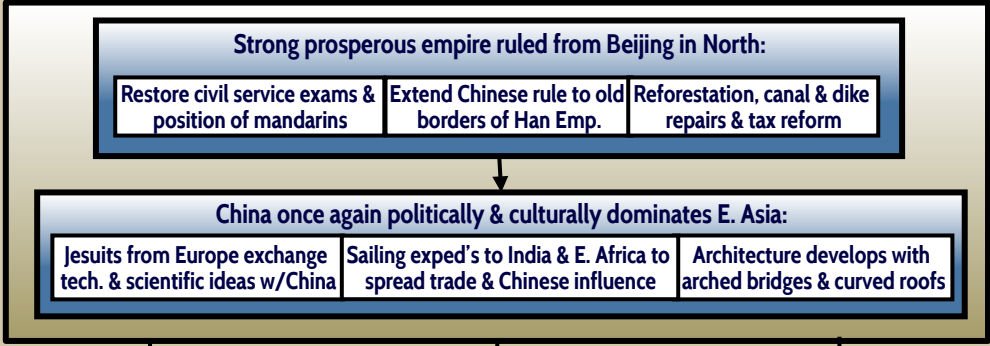 Strong prosperous empire ruled from Beijing in North:
Restore civil service exams &
position of mandarins
Extend Chinese rule to old
borders of Han Emp.
Reforestation, canal & dike
repairs & tax reform
China once again politically & culturally dominates E. Asia:
Jesuits from Europe exchange
tech. & scientific ideas w/China
Sailing exped's to India & E. Africa to
spread trade & Chinese influence
Architecture develops with
arched bridges & curved roofs